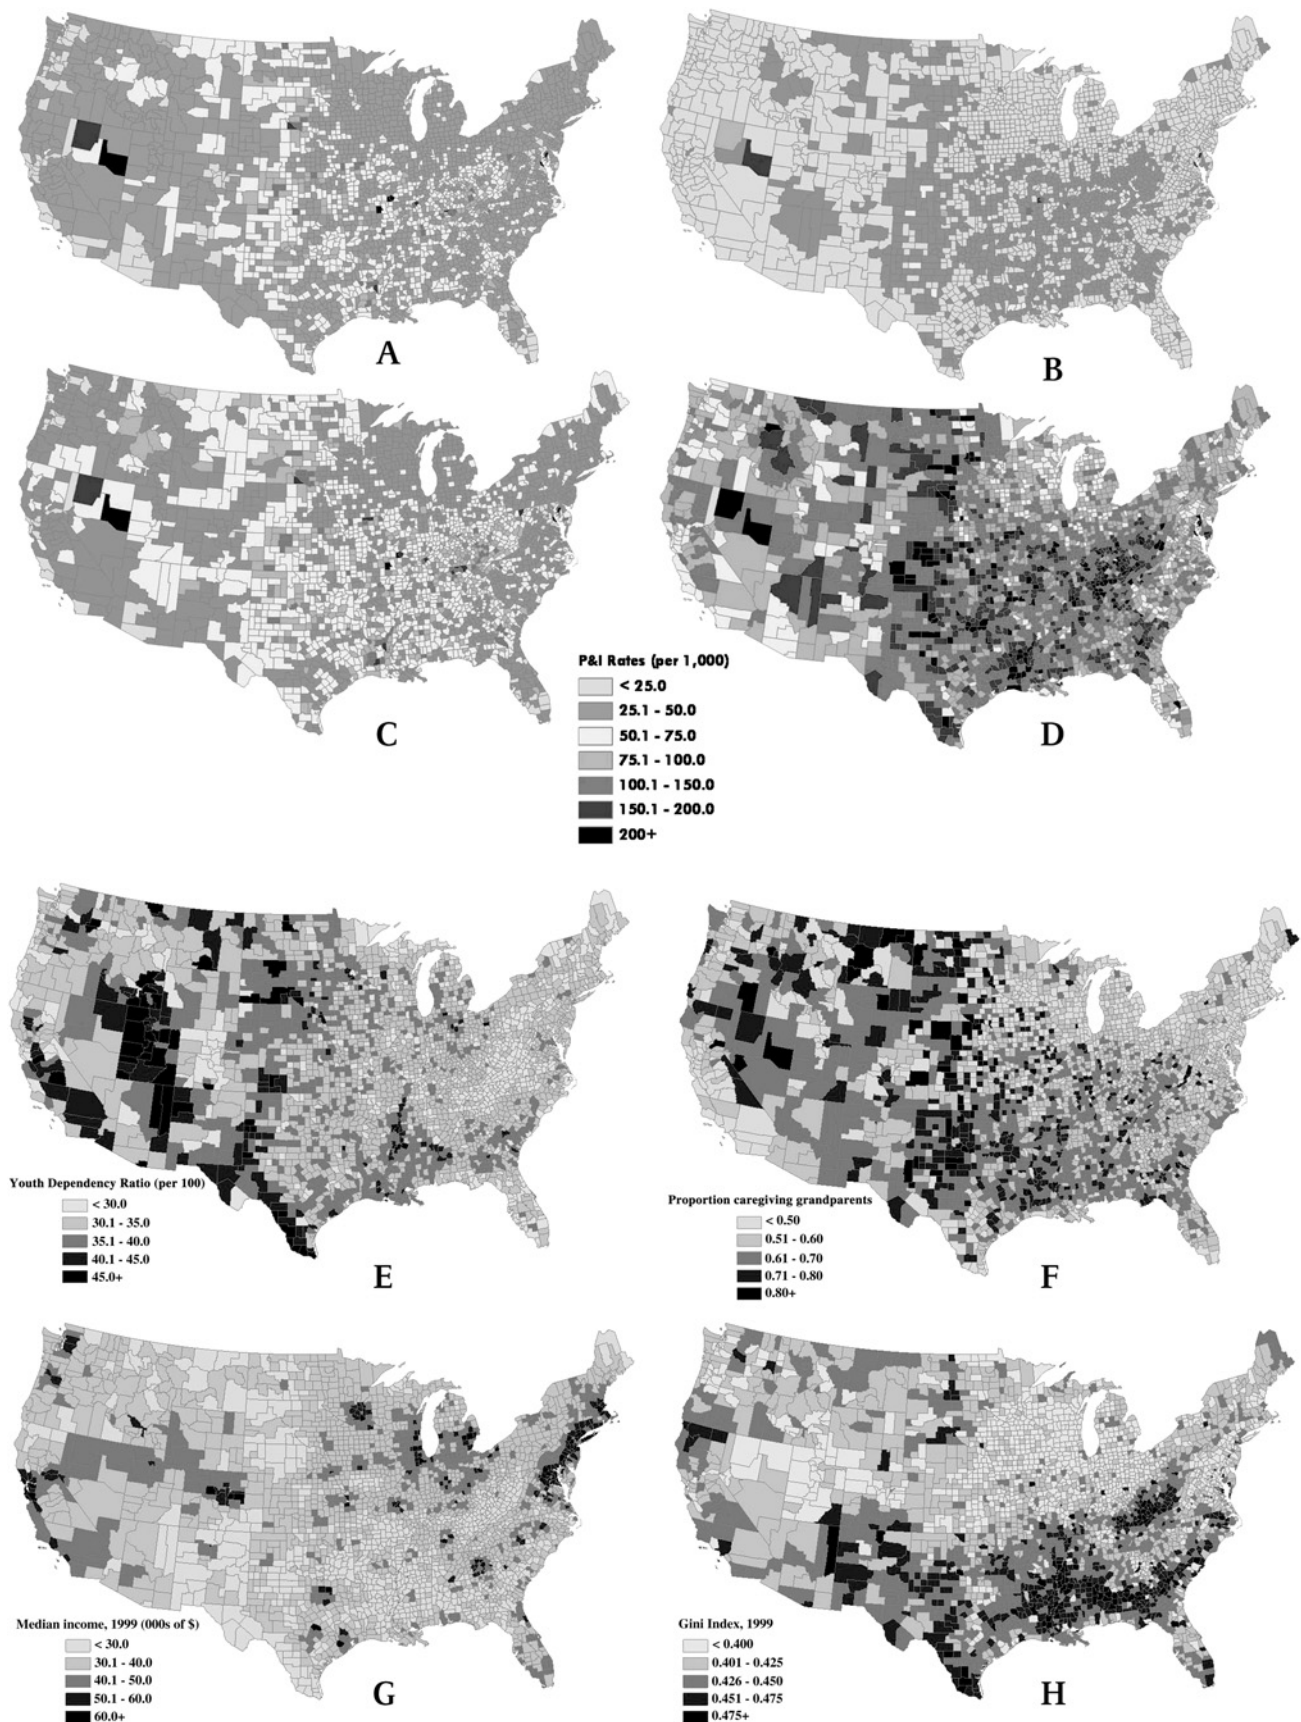 A
B
C
D
P&I Rates (per 1,000)
< 25.0
25.1 - 50.0
50.1 - 75.0
75.1 - 100.0
100.1 - 150.0
150.1 - 200.0
200+
E
Youth Dependency Ratio (per 100)
< 30.0
30.1 - 35.0
35.1 - 40.0
40.1 - 45.0
45.0+
F
Proportion caregiving grandparents
< 0.50
0.51 - 0.60
0.61 - 0.70
0.71 - 0.80
0.80+
G
Median income, 1999 (000s of $)
< 30.0
30.1 - 40.0
40.1 - 50.0
50.1 - 60.0
60.0+
H
Gini Index, 1999
< 0.400
0.401 - 0.425
0.426 - 0.450
0.451 - 0.475
0.475+